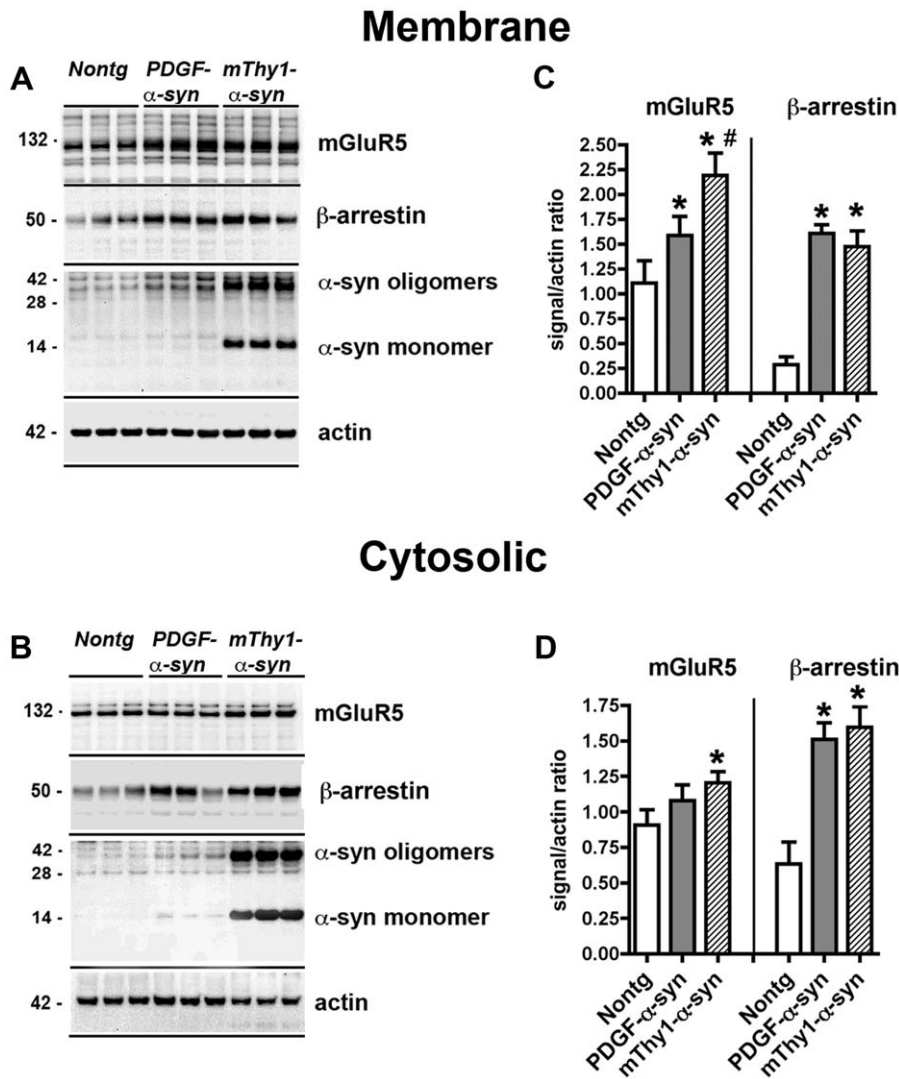 Membrane
A
Nontg PDGF- mThy1-
α-syn α-syn
132 - mGluR5
50 - β-arrestin
42 - α-syn oligomers
28 -
14 - α-syn monomer
42 - actin
C
mGluR5 β-arrestin
signal/actin ratio
2.50
2.25
2.00
1.75
1.50
1.25
1.00
0.75
0.50
0.25
0.00
* * # * *
Nontg PDGF-α-syn mThy1-α-syn Nontg PDGF-α-syn mThy1-α-syn
Cytosolic
B
Nontg PDGF- mThy1-
α-syn α-syn
132 - mGluR5
50 - β-arrestin
42 - α-syn oligomers
28 -
14 - α-syn monomer
42 - actin
D
mGluR5 β-arrestin
signal/actin ratio
1.75
1.50
1.25
1.00
0.75
0.50
0.25
0.00
* * *
Nontg PDGF-α-syn mThy1-α-syn Nontg PDGF-α-syn mThy1-α-syn